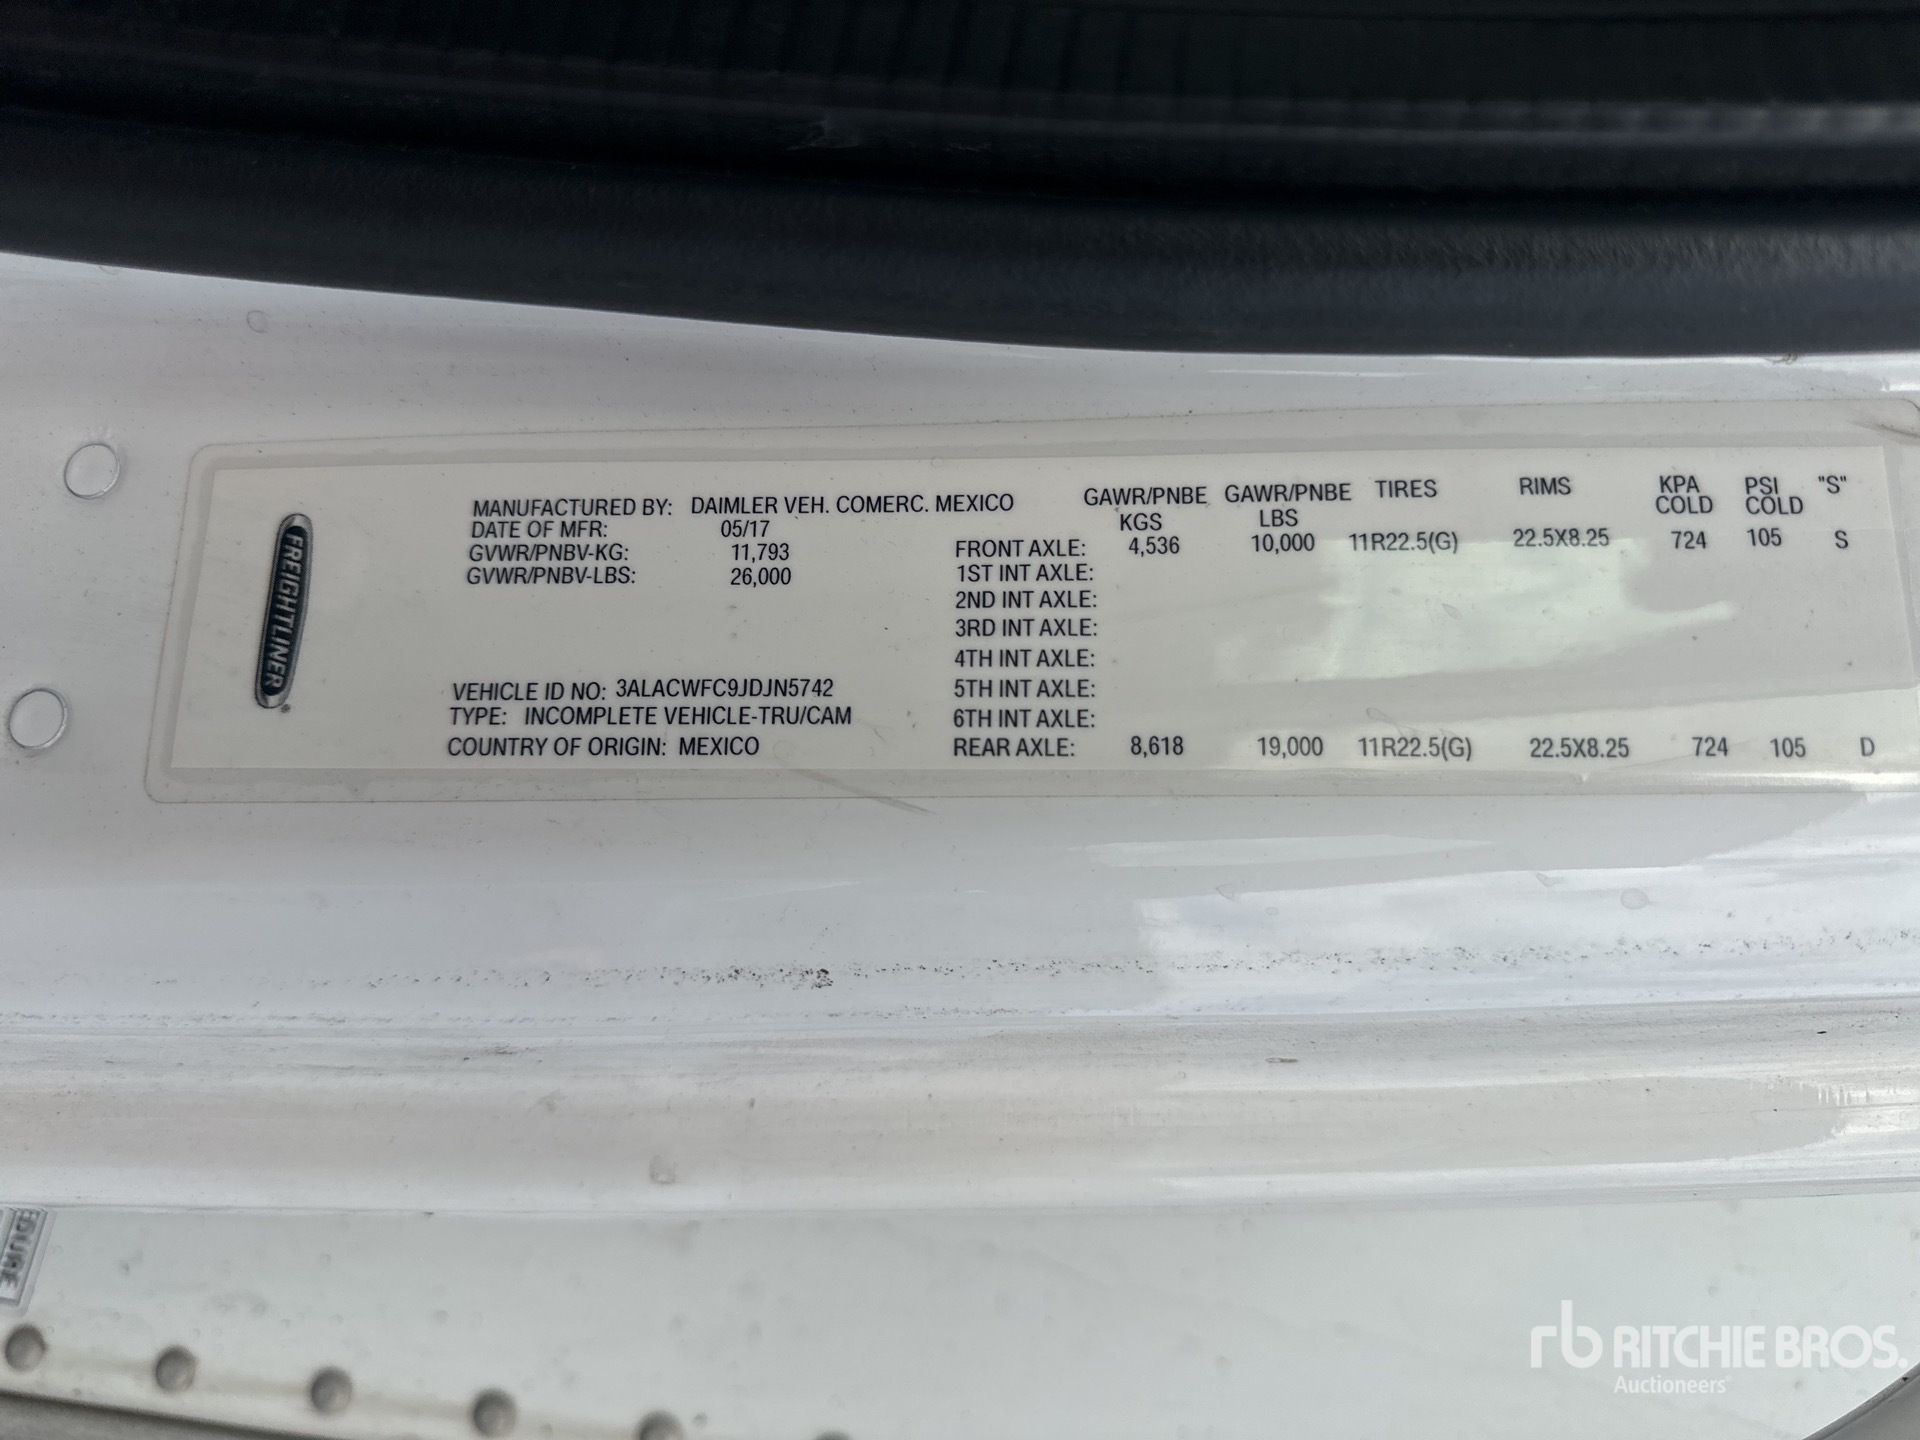 FREIGHTLINER
MANUFACTURED BY: DAIMLER VEH. COMERC. MEXICO
DATE OF MFR: 05/17
GVWR/PNBV-KG: 11,793
GVWR/PNBV-LBS: 26,000
VEHICLE ID NO: 3ALACWFC9JDJN5742
TYPE: INCOMPLETE VEHICLE-TRU/CAM
COUNTRY OF ORIGIN: MEXICO
GAWR/PNBE GAWR/PNBE TIRES RIMS KPA PSI "S"
KGS LBS COLD COLD
FRONT AXLE: 4,536 10,000 11R22.5(G) 22.5X8.25 724 105 S
1ST INT AXLE:
2ND INT AXLE:
3RD INT AXLE:
4TH INT AXLE:
5TH INT AXLE:
6TH INT AXLE:
REAR AXLE: 8,618 19,000 11R22.5(G) 22.5X8.25 724 105 D
rb RITCHIE BROS.
Auctioneers